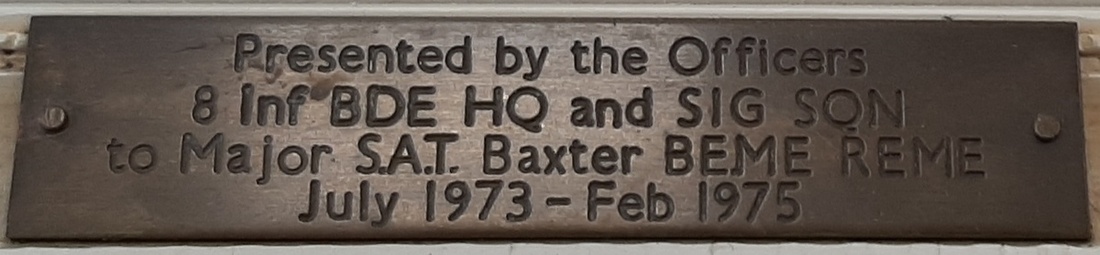 Presented by the Officers
8 Inf BDE HQ and SIG SQN
to Major S.A.T. Baxter BEME REME
July 1973 - Feb 1975